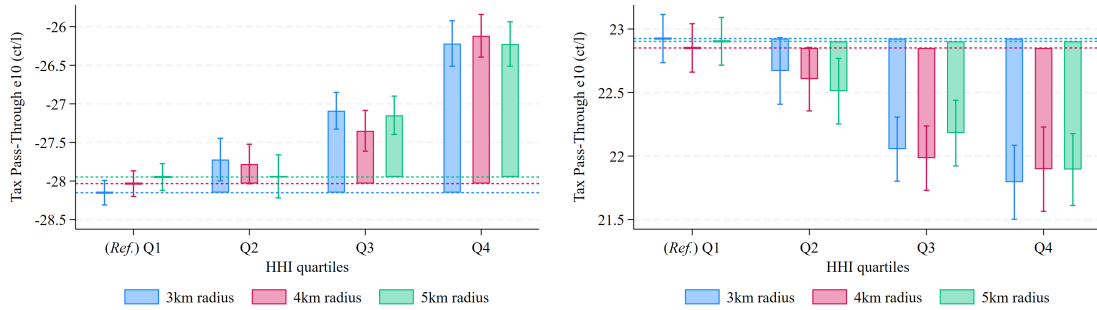 Tax Pass-Through e10 (ct/l)
-26
-26.5
-27
-27.5
-28
-28.5
(Ref.) Q1
Q2
Q3
Q4
HHI quartiles
3km radius
4km radius
5km radius
Tax Pass-Through e10 (ct/l)
23
22.5
22
21.5
(Ref.) Q1
Q2
Q3
Q4
HHI quartiles
3km radius
4km radius
5km radius